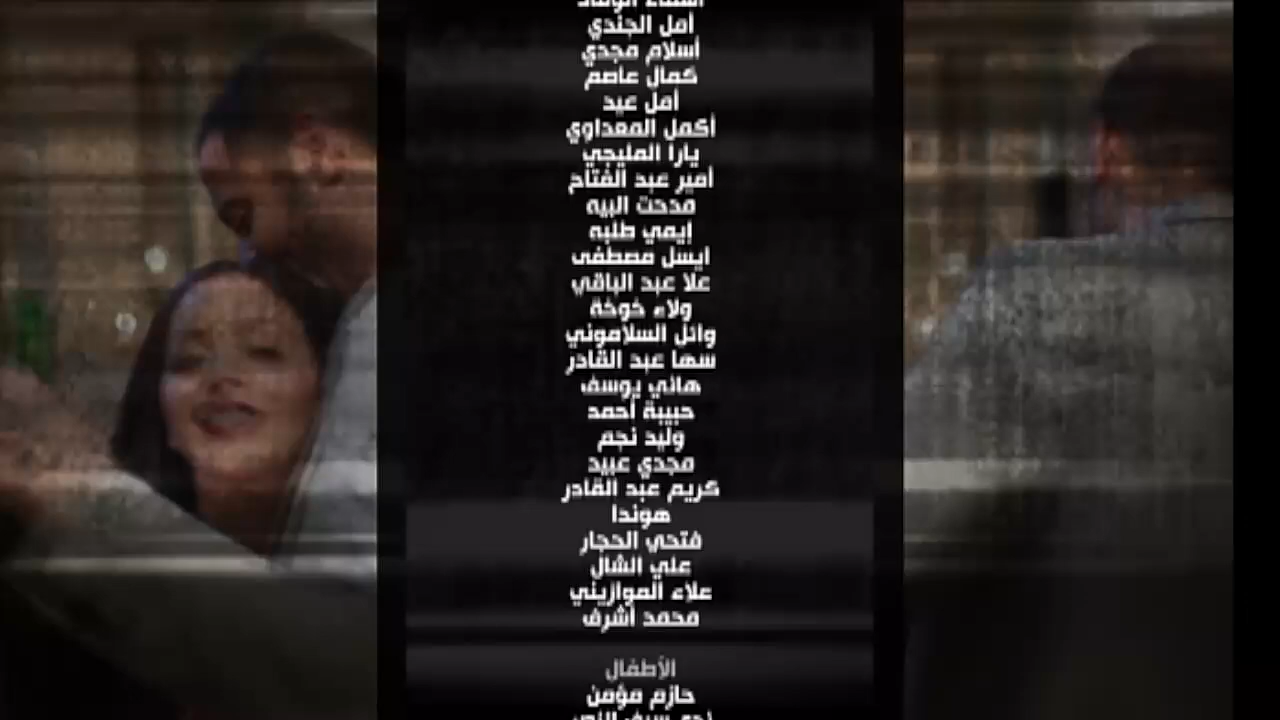 أمل الجندي
أسلام مجدي
كمال عاصم
أمل عيد
أكمل المعداوي
يارا المليجي
أمير عبد الفتاح
مدحت البيه
إيمي طلبه
ايسل مصطفى
علا عبد الباقي
ولاء خوخة
وائل السلاموني
سها عبد القادر
هاني يوسف
حبيبة أحمد
وليد نجم
مجدي عبيد
كريم عبد القادر
هوندا
فتحي الحجار
علي الشال
علاء الموازيني
محمد أشرف
الأطفال
حازم مؤمن